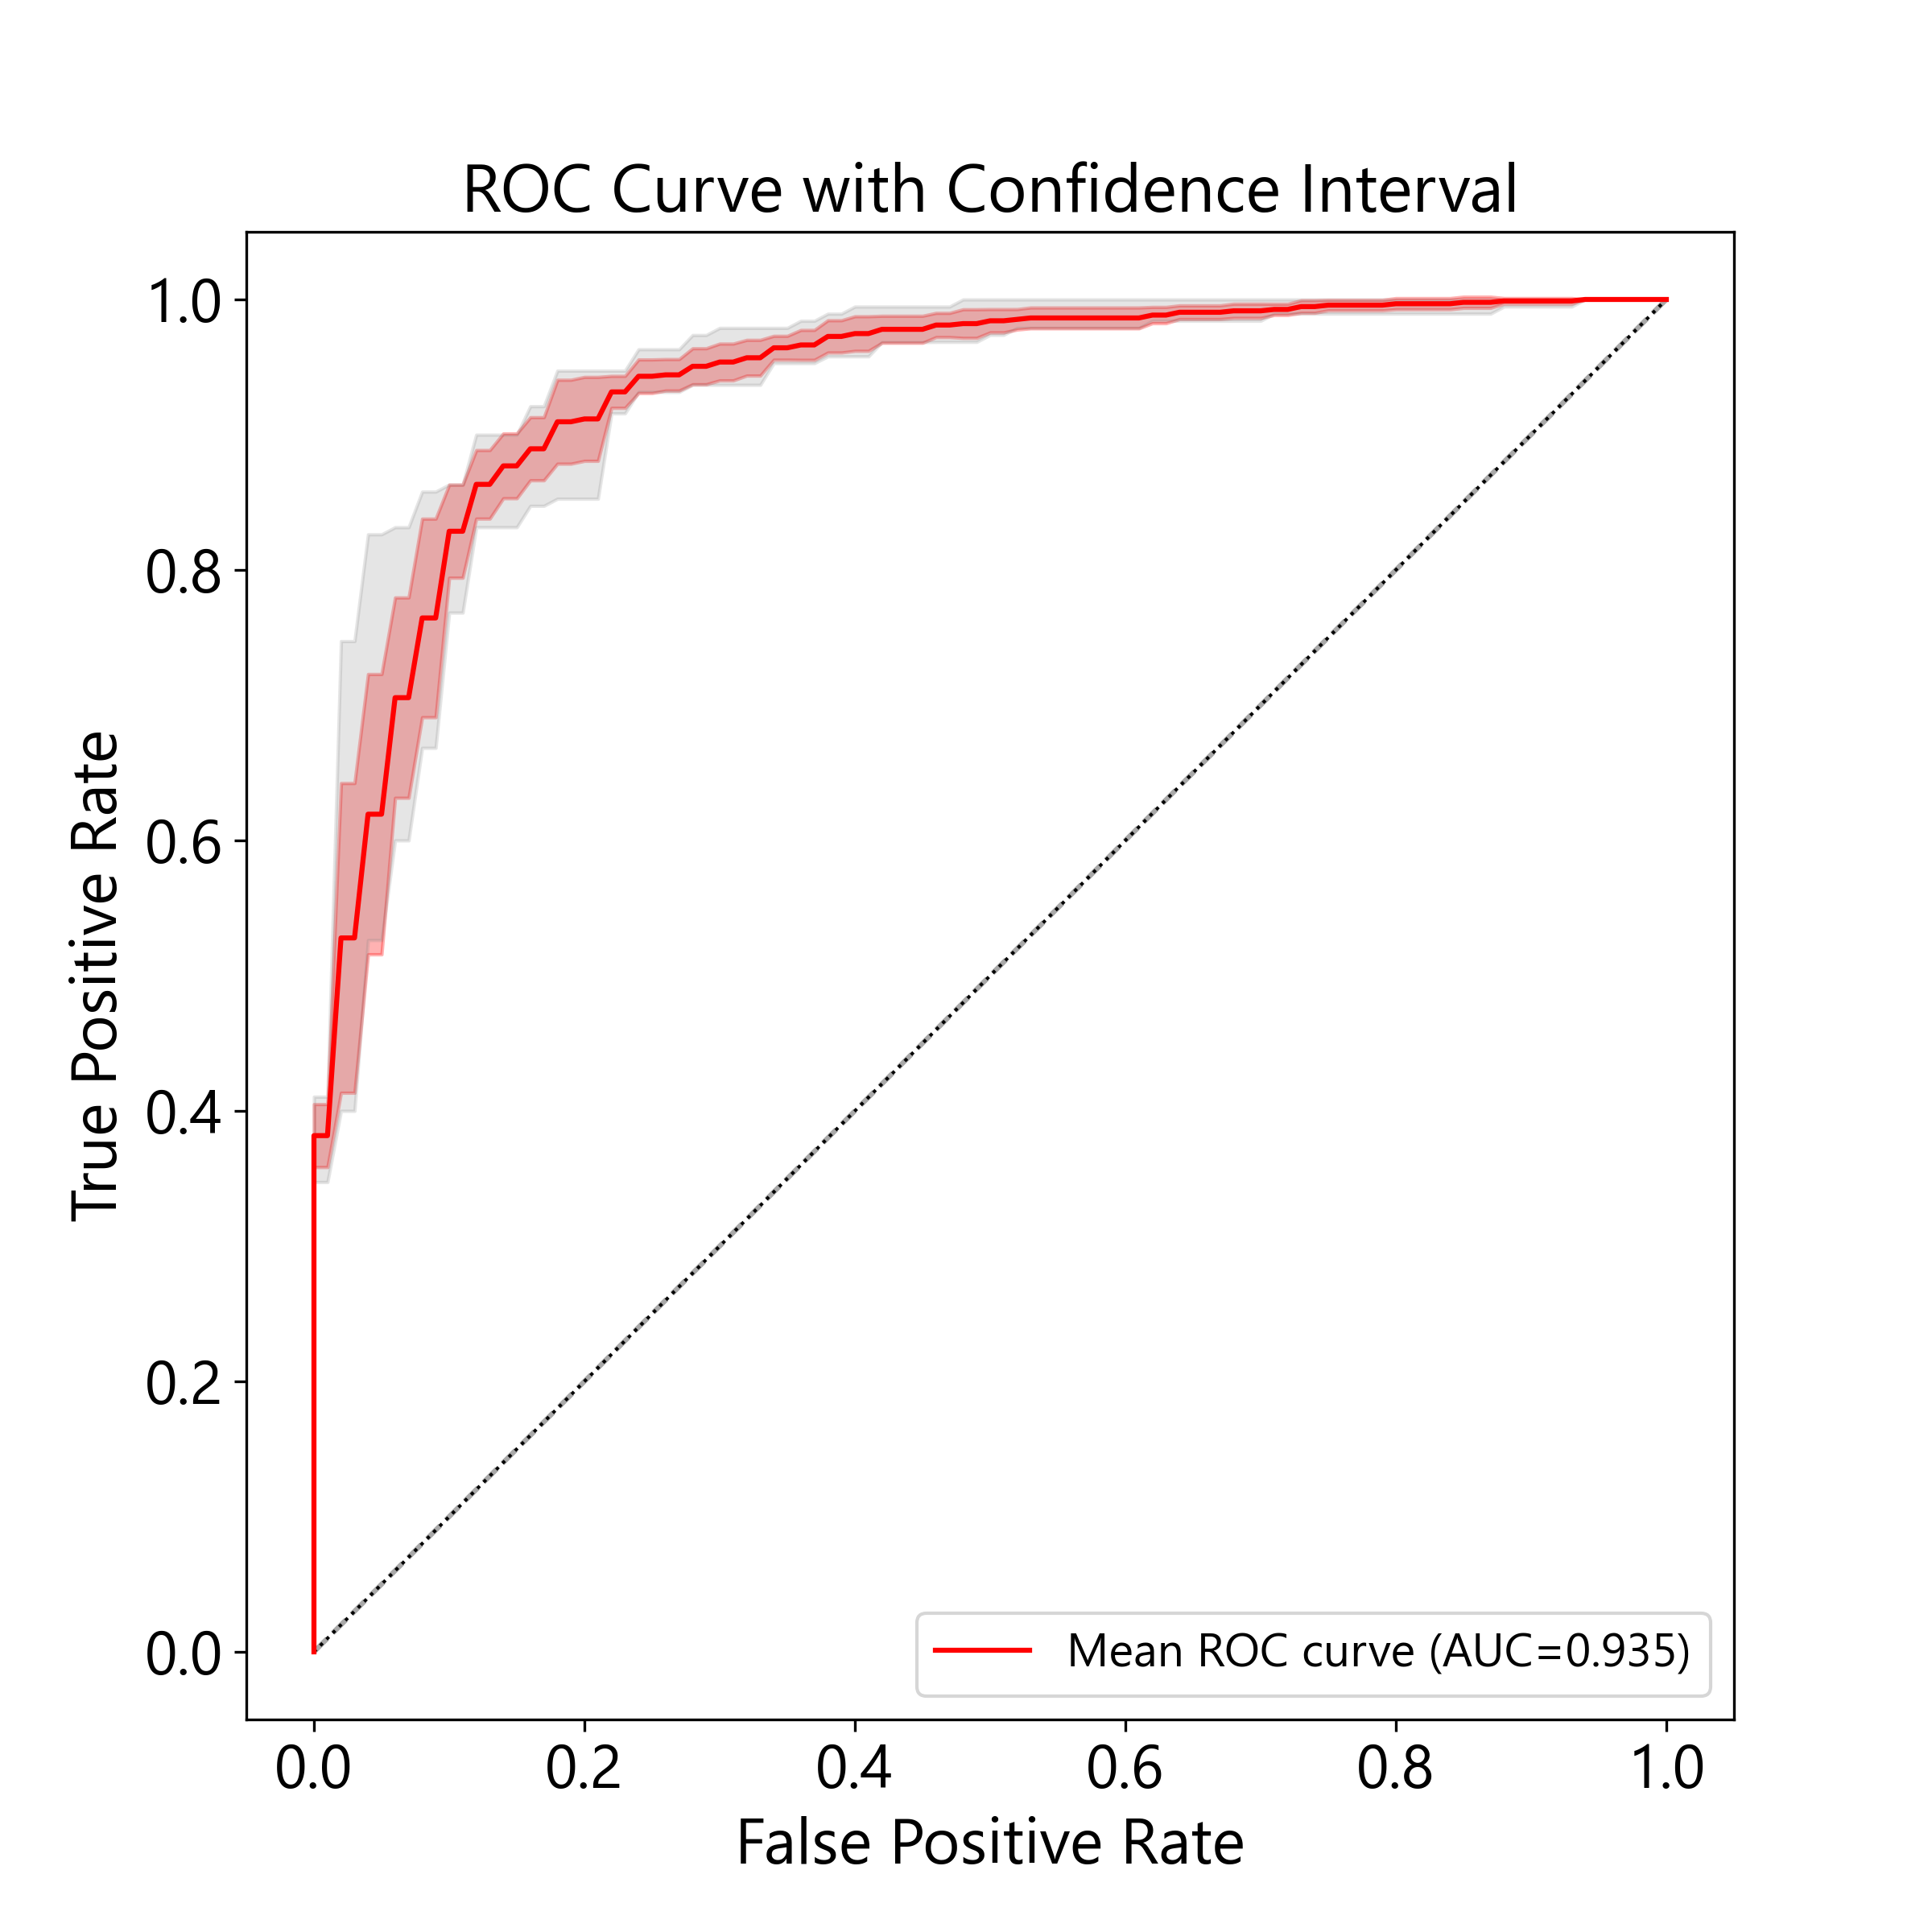 ROC Curve with Confidence Interval
1.0
0.8
0.6
0.4
0.2
0.0
True Positive Rate
Mean ROC curve (AUC=0.935)
0.0 0.2 0.4 0.6 0.8 1.0
False Positive Rate